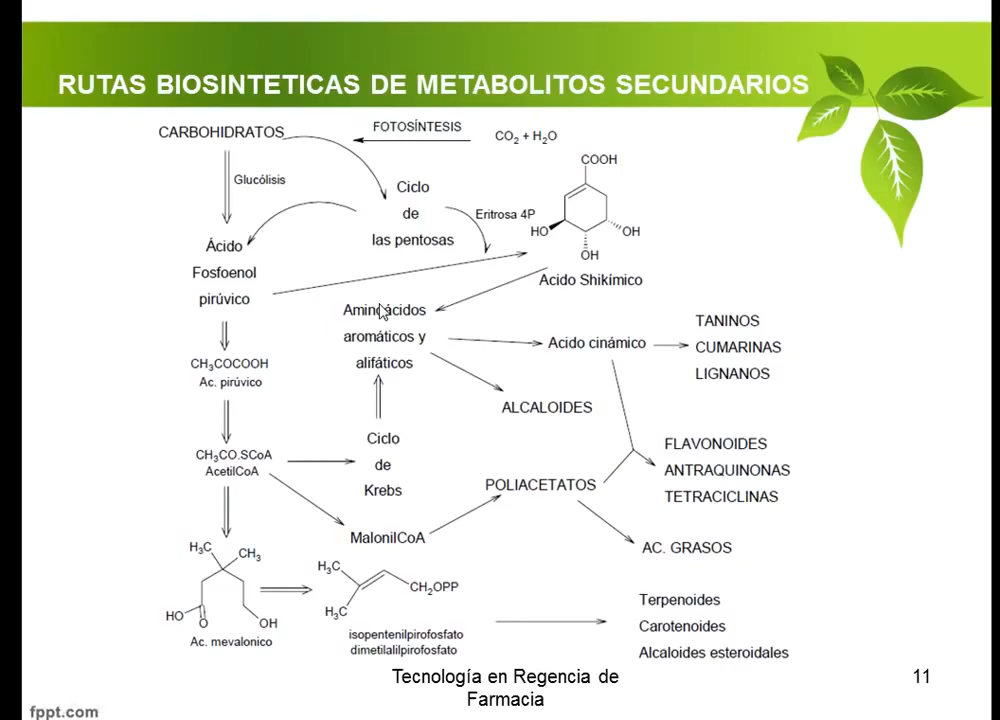 RUTAS BIOSINTETICAS DE METABOLITOS SECUNDARIOS
CARBOHIDRATOS
FOTOSÍNTESIS
CO2 + H2O
Glucólisis
Ciclo
de
las pentosas
Eritrosa 4P
COOH
HO
OH
OH
Acido Shikímico
Ácido
Fosfoenol
pirúvico
Aminoácidos
aromáticos y
alifáticos
Acido cinámico
TANINOS
CUMARINAS
LIGNANOS
CH3COCOOH
Ac. pirúvico
ALCALOIDES
CH3CO.SCoA
AcetilCoA
Ciclo
de
Krebs
FLAVONOIDES
ANTRAQUINONAS
TETRACICLINAS
POLIACETATOS
MalonilCoA
AC. GRASOS
H3C
CH3
HO
O
OH
Ac. mevalonico
H3C
H3C
CH2OPP
isopentenilpirofosfato
dimetilalilpirofosfato
Terpenoides
Carotenoides
Alcaloides esteroidales
Tecnología en Regencia de
Farmacia
11
fppt.com